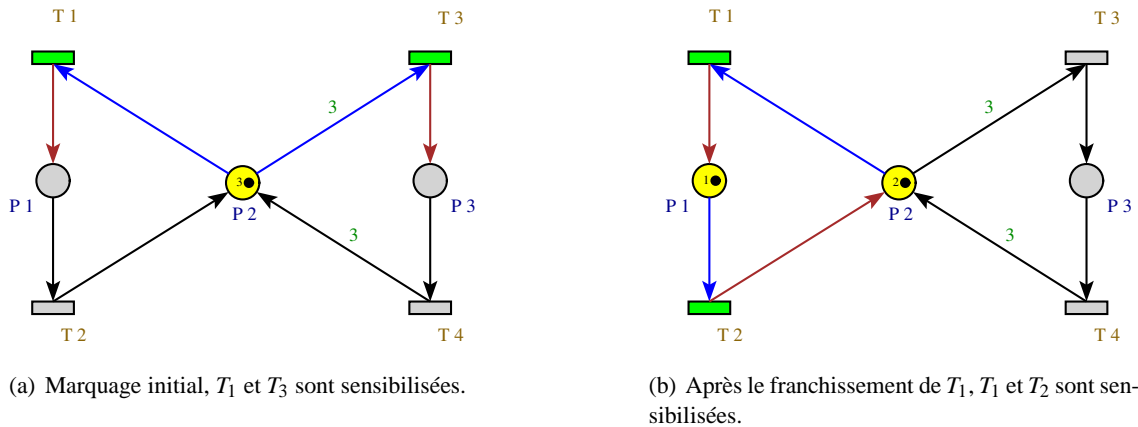 T 1
T 3
3
3
P 1
P 2
P 3
3
T 2
T 4
(a) Marquage initial, T1 et T3 sont sensibilisées.
T 1
T 3
3
1
2
P 1
P 2
P 3
3
T 2
T 4
(b) Après le franchissement de T1, T1 et T2 sont sen-
sibilisées.